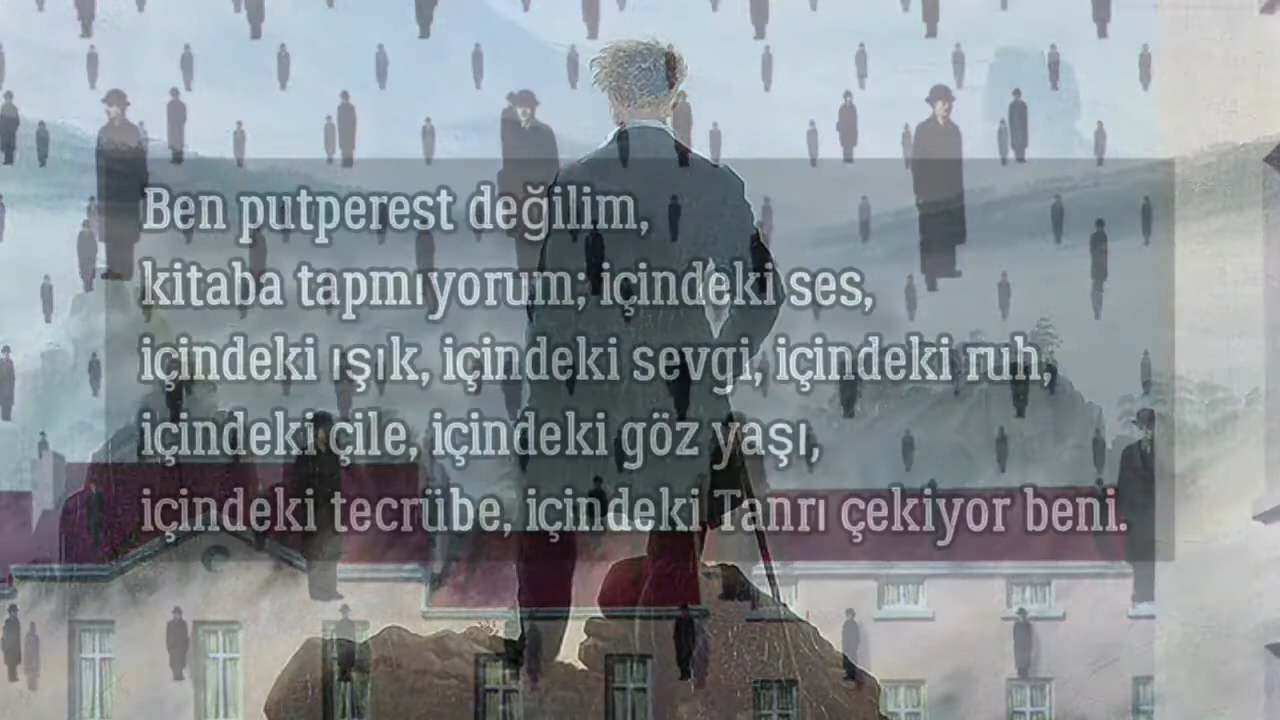 Ben putperest değilim,
kitaba tapmıyorum; içindeki ses,
içindeki ışık, içindeki sevgi, içindeki ruh,
içindeki çile, içindeki göz yaşı,
içindeki tecrübe, içindeki Tanrı çekiyor beni.